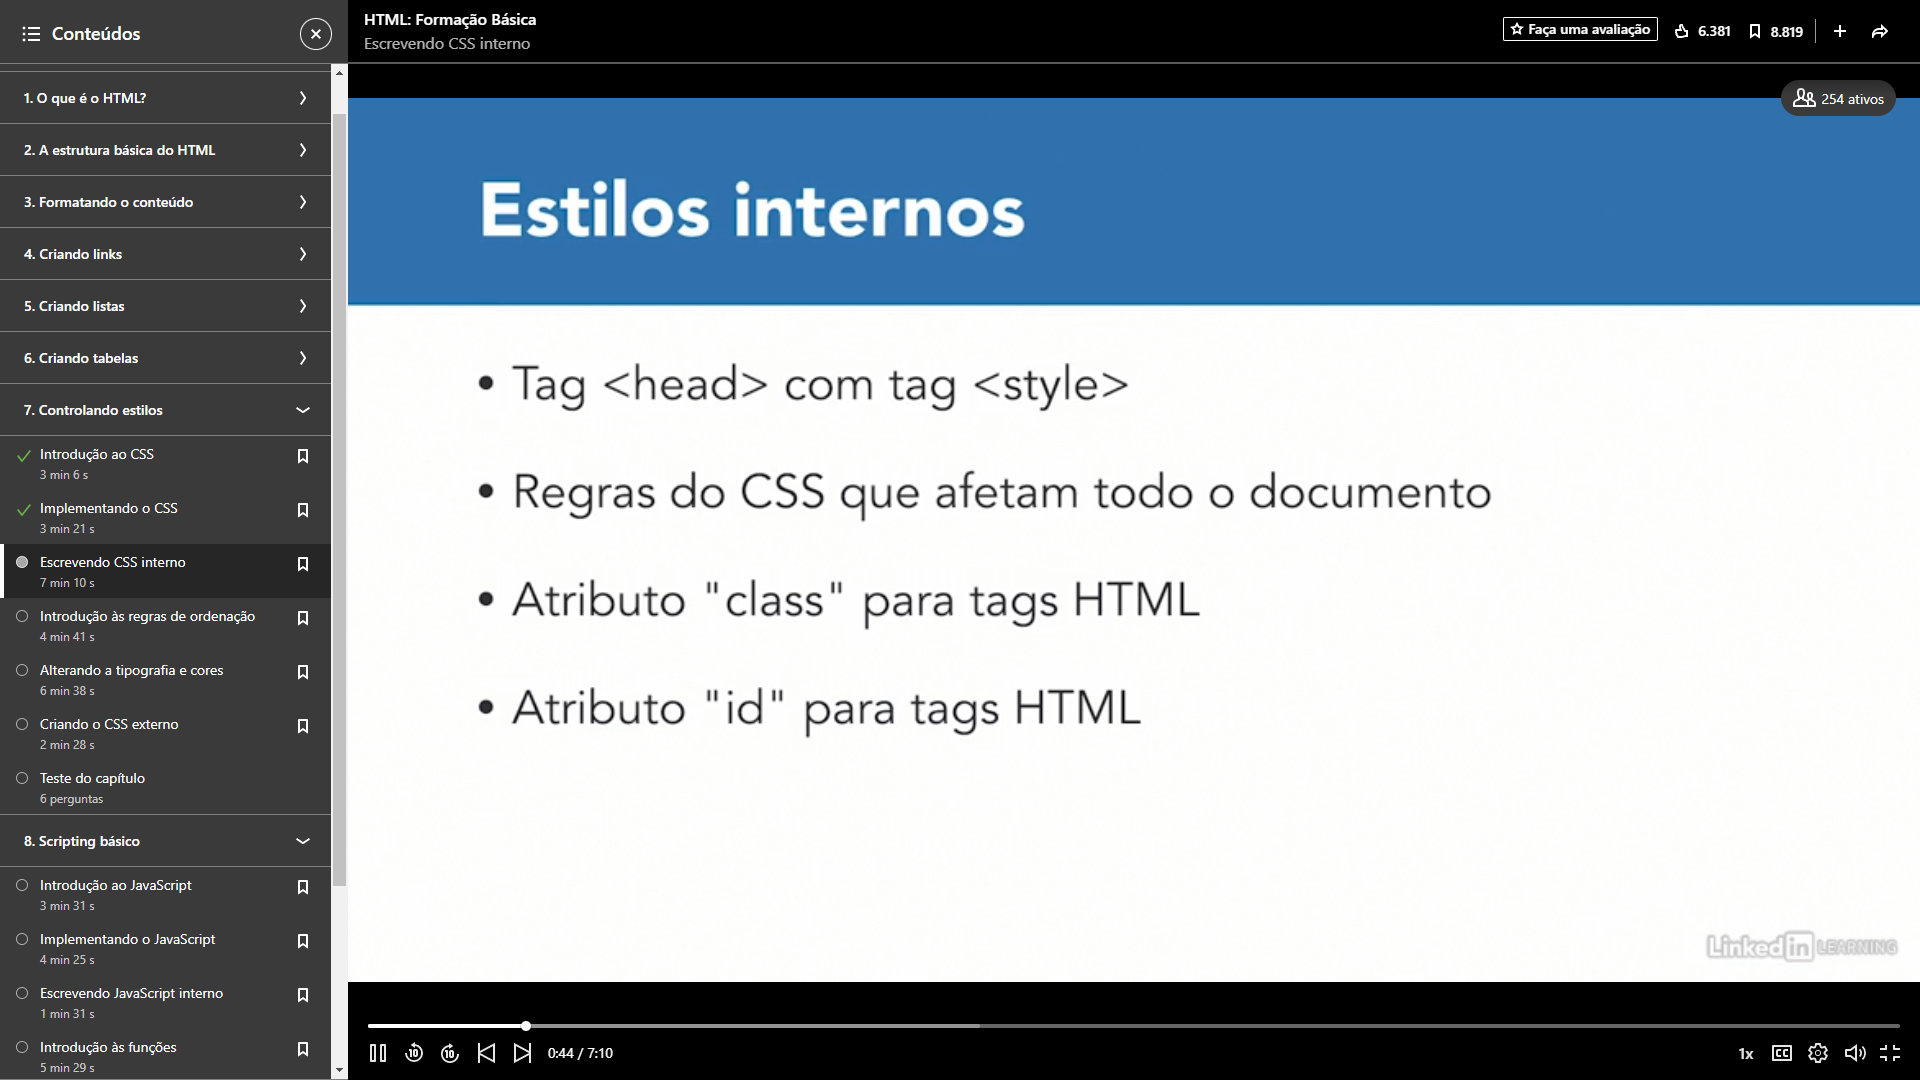 Conteúdos
1. O que é o HTML?
2. A estrutura básica do HTML
3. Formatando o conteúdo
4. Criando links
5. Criando listas
6. Criando tabelas
7. Controlando estilos
Introdução ao CSS
3 min 6 s
Implementando o CSS
3 min 21 s
Escrevendo CSS interno
7 min 10 s
Introdução às regras de ordenação
4 min 41 s
Alterando a tipografia e cores
6 min 38 s
Criando o CSS externo
2 min 28 s
Teste do capítulo
6 perguntas
8. Scripting básico
Introdução ao JavaScript
3 min 31 s
Implementando o JavaScript
4 min 25 s
Escrevendo JavaScript interno
1 min 31 s
Introdução às funções
5 min 29 s
HTML: Formação Básica
Escrevendo CSS interno
Faça uma avaliação
6.381
8.819
254 ativos
Estilos internos
• Tag <head> com tag <style>
• Regras do CSS que afetam todo o documento
• Atributo "class" para tags HTML
• Atributo "id" para tags HTML
LinkedIn LEARNING
10
10
0:44 / 7:10
1x
CC